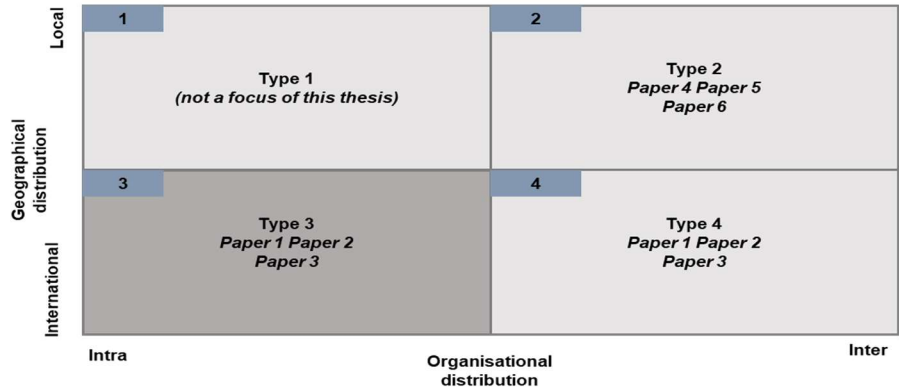 Local
1
Type 1
(not a focus of this thesis)
2
Type 2
Paper 4 Paper 5
Paper 6
Geographical
distribution
3
Type 3
Paper 1 Paper 2
Paper 3
4
Type 4
Paper 1 Paper 2
Paper 3
International
Intra
Organisational
distribution
Inter